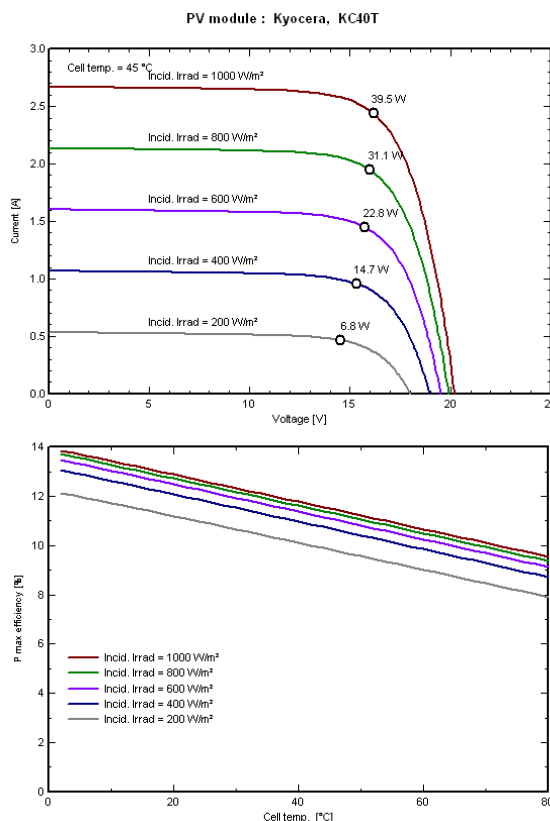 PV module : Kyocera, KC40T
3.0
Cell temp. = 45 °C
Incid. Irrad = 1000 W/m²
39.5 W
2.5
Incid. Irrad = 800 W/m²
31.1 W
2.0
Current [A]
Incid. Irrad = 600 W/m²
22.8 W
1.5
Incid. Irrad = 400 W/m²
14.7 W
1.0
Incid. Irrad = 200 W/m²
6.8 W
0.5
0.0
0 5 10 15 20 25
Voltage [V]
14
12
10
8
P max efficiency [%]
6
Incid. Irrad = 1000 W/m²
Incid. Irrad = 800 W/m²
Incid. Irrad = 600 W/m²
4
Incid. Irrad = 400 W/m²
Incid. Irrad = 200 W/m²
2
0
0 20 40 60 80
Cell temp. [°C]